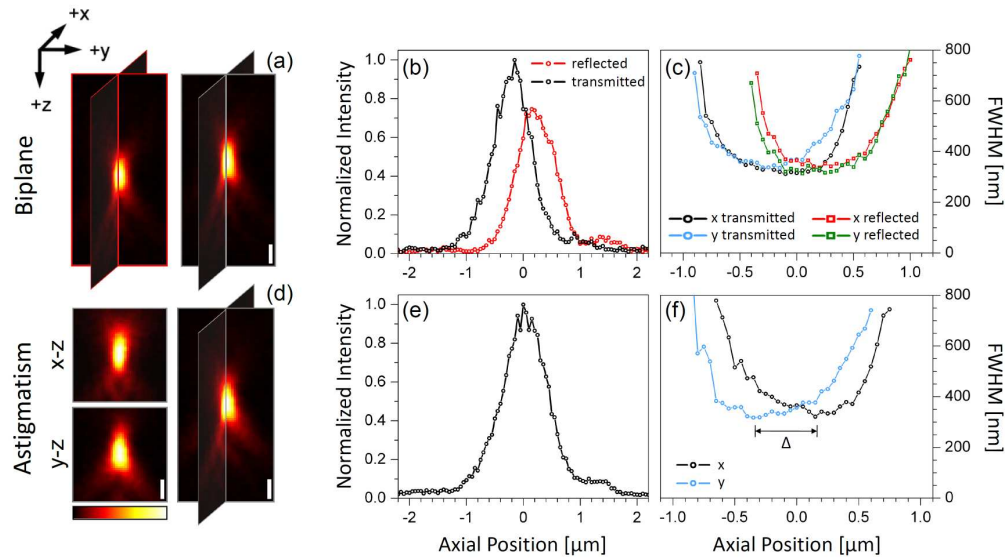 +x
+y
+z
(a)
Biplane
(b)
reflected
transmitted
Normalized Intensity
1.0
0.8
0.6
0.4
0.2
0.0
-2 -1 0 1 2
(c)
800
700
600
500
400
300
200
100
0
FWHM [nm]
x transmitted x reflected
y transmitted y reflected
-1.0 -0.5 0.0 0.5 1.0
(d)
Astigmatism
x-z
y-z
(e)
Normalized Intensity
1.0
0.8
0.6
0.4
0.2
0.0
-2 -1 0 1 2
Axial Position [μm]
(f)
800
700
600
500
400
300
200
100
0
FWHM [nm]
Δ
x
y
-1.0 -0.5 0.0 0.5 1.0
Axial Position [μm]